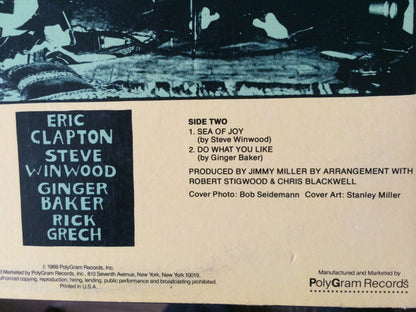 ERIC
CLAPTON
STEVE
WINWOOD
GINGER
BAKER
RICK
GRECH
SIDE TWO
1. SEA OF JOY
(by Steve Winwood)
2. DO WHAT YOU LIKE
(by Ginger Baker)
PRODUCED BY JIMMY MILLER BY ARRANGEMENT WITH
ROBERT STIGWOOD & CHRIS BLACKWELL
Cover Photo: Bob Seidemann Cover Art: Stanley Miller
© 1969 PolyGram Records, Inc.
Marketed by PolyGram Records, Inc. 810 Seventh Avenue, New York, New York 10019.
copying, reproduction, hiring, lending, public performance and broadcasting prohibited.
Printed in U.S.A.
Manufactured and Marketed by
PolyGram Records